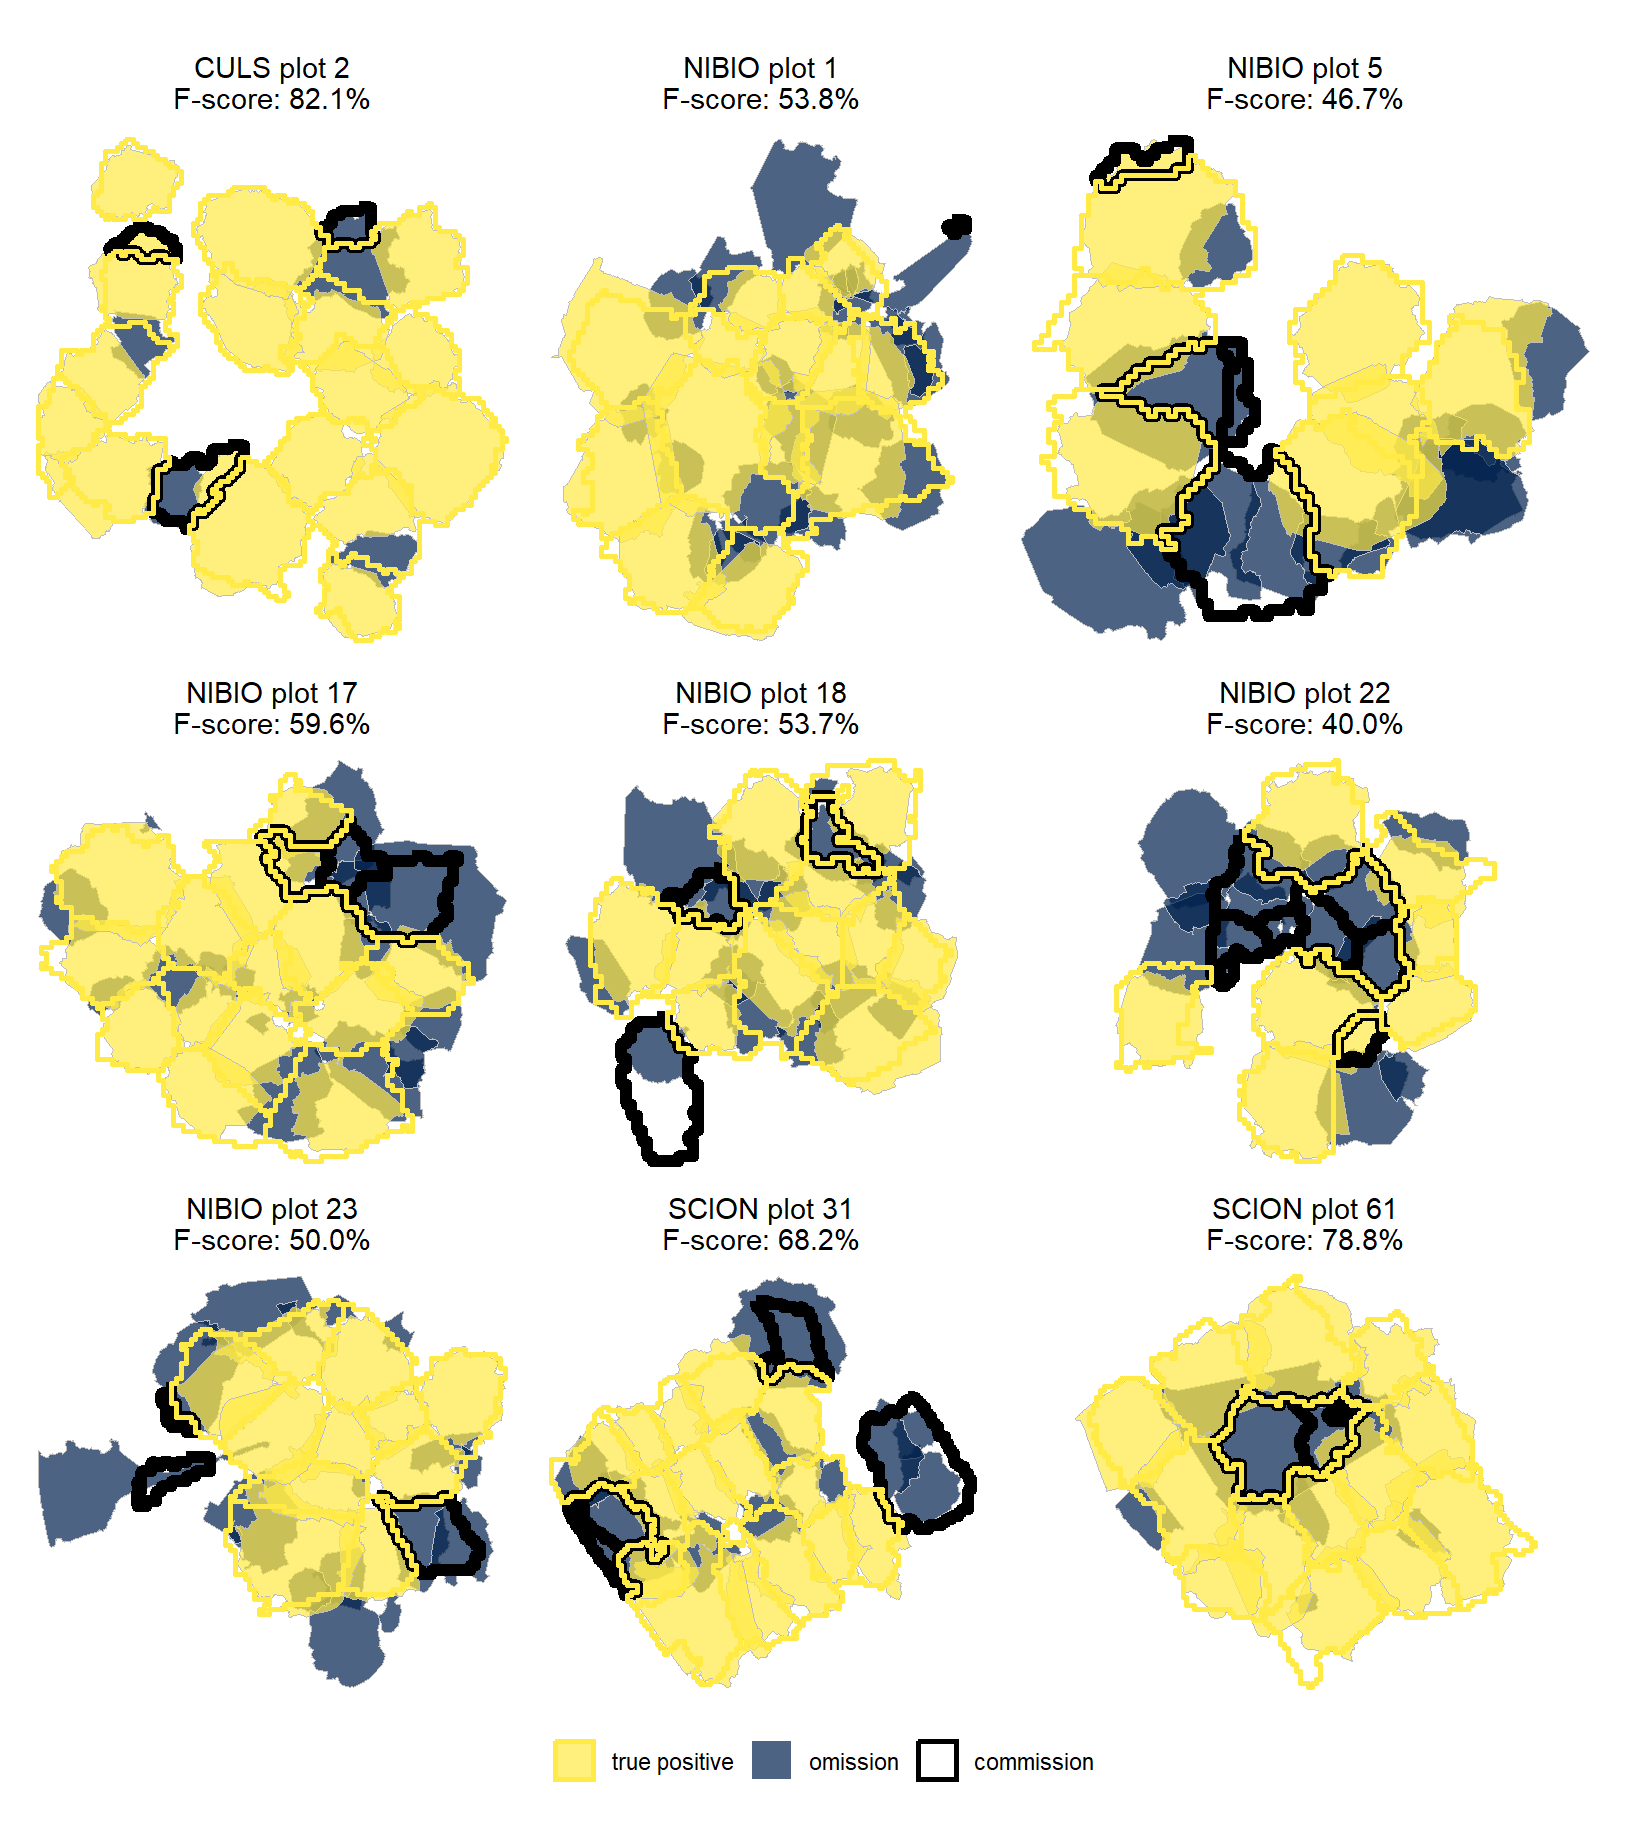 CULS plot 2
F-score: 82.1%
NIBIO plot 1
F-score: 53.8%
NIBIO plot 5
F-score: 46.7%
NIBIO plot 17
F-score: 59.6%
NIBIO plot 18
F-score: 53.7%
NIBIO plot 22
F-score: 40.0%
NIBIO plot 23
F-score: 50.0%
SCION plot 31
F-score: 68.2%
SCION plot 61
F-score: 78.8%
true positive
omission
commission